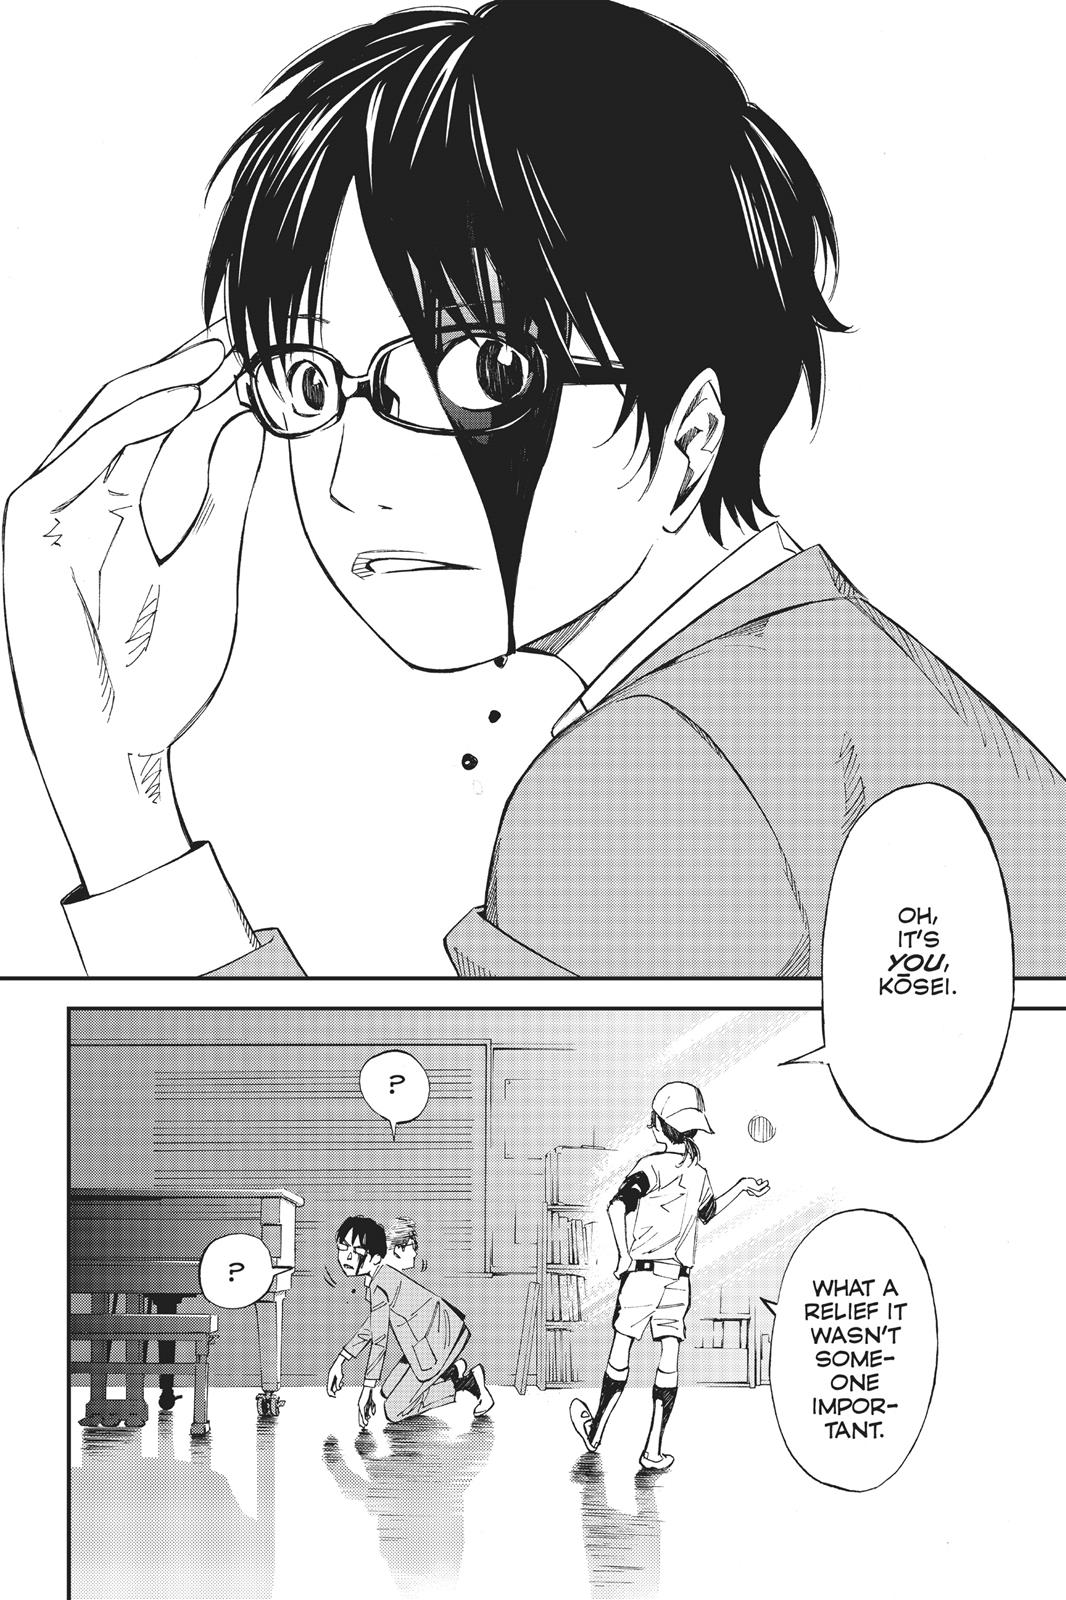 OH,
IT'S
YOU,
KŌSEI.
?
?
WHAT A
RELIEF IT
WASN'T
SOME-
ONE
IMPOR-
TANT.